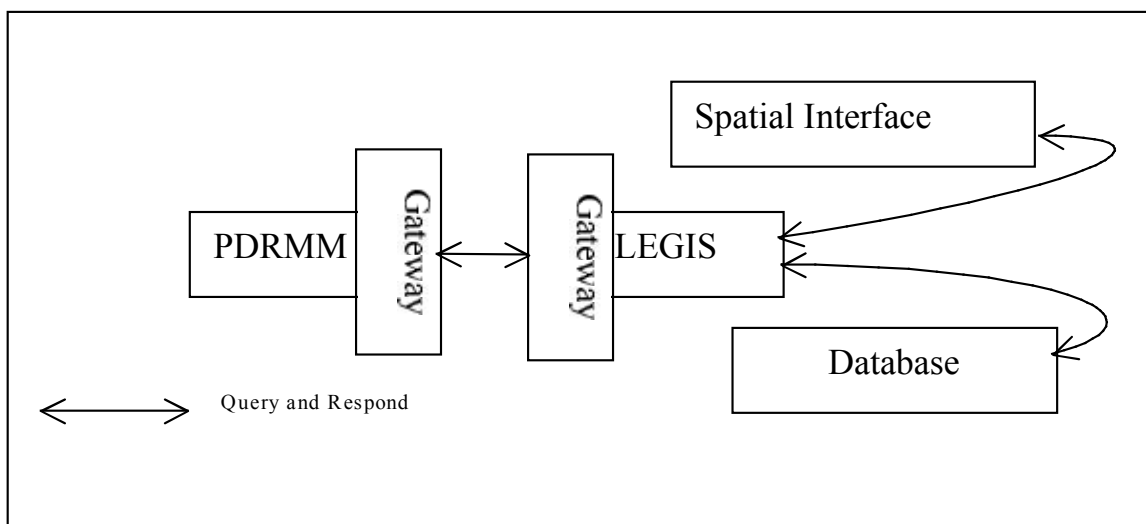 Spatial Interface
PDRMM
Gateway
Gateway
LEGIS
Database
Query and Respond